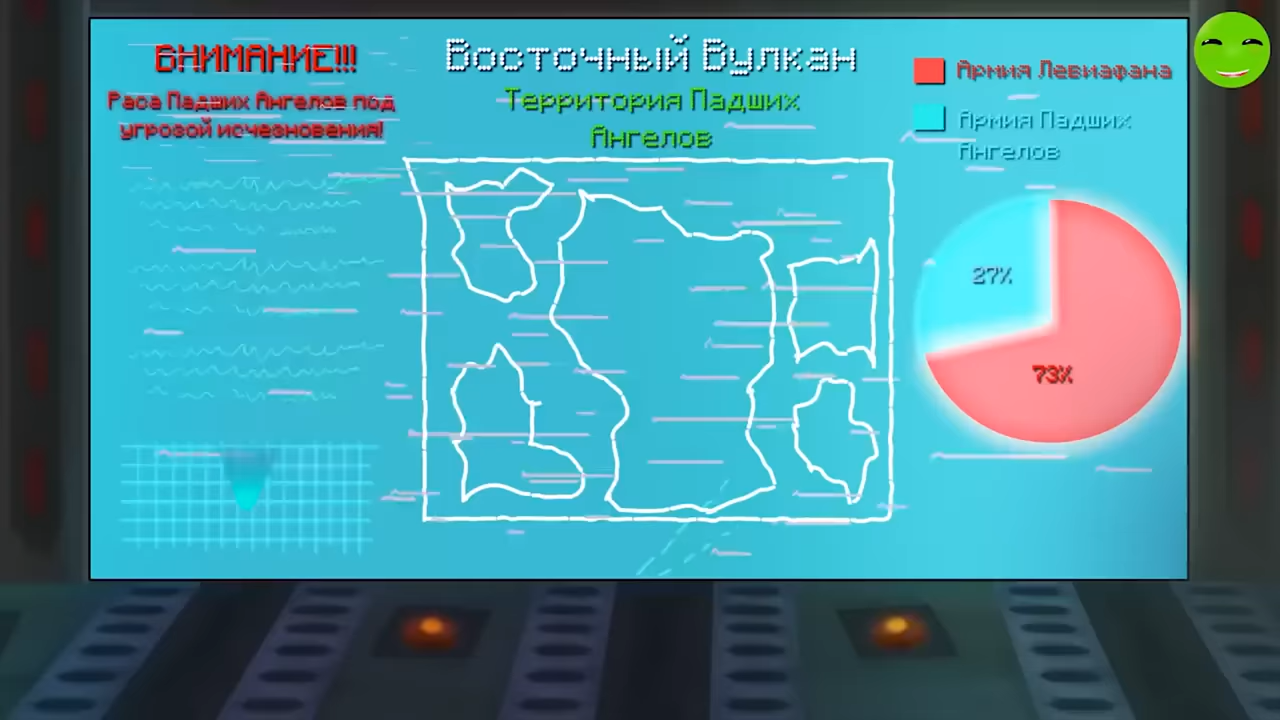 ВНИМАНИЕ!!!
Раса Падших Ангелов под
угрозой исчезновения!
Восточный Вулкан
Территория Падших
Ангелов
Армия Левиафана
Армия Падших
Ангелов
27%
73%